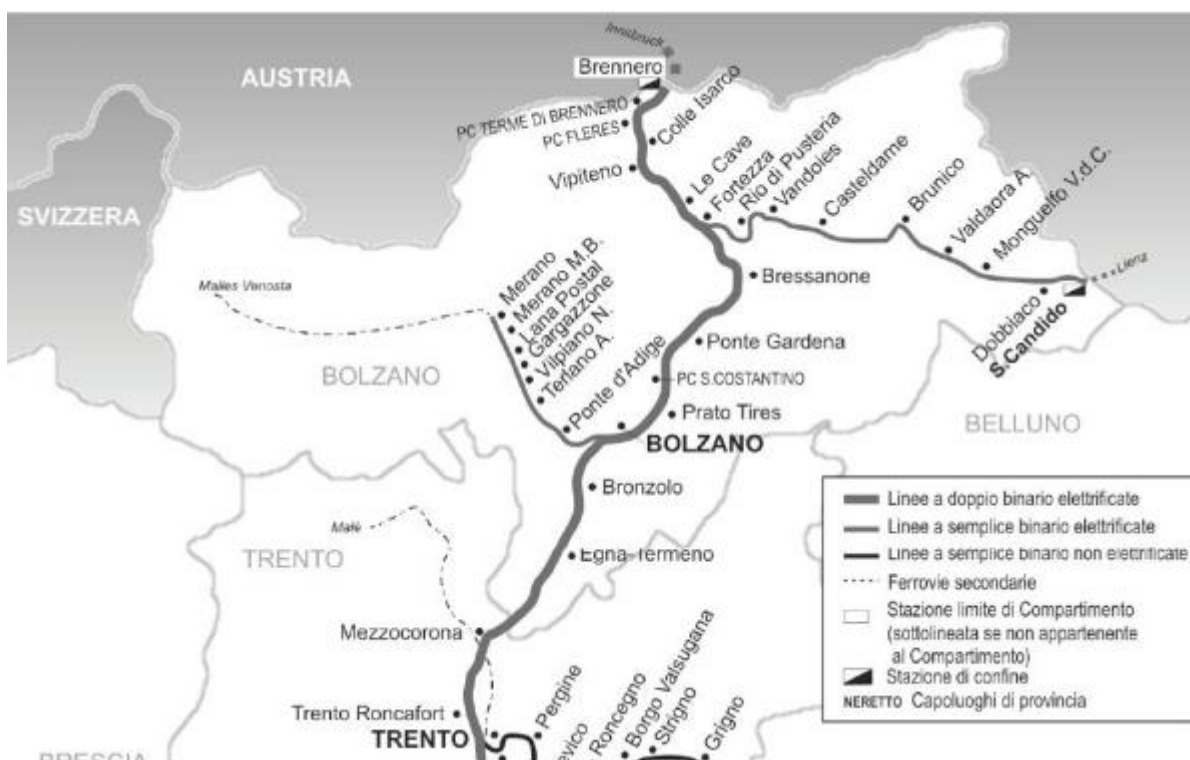 Innsbruck
Brennero
AUSTRIA
PC TERME DI BRENNERO
Colle Isarco
PC FLERES
Vipiteno
Le Cave
Fortezza
Rio di Pusteria
Vandoies
Casteldarne
Brunico
Valdaora A.
Monguelfo V.d.C.
SVIZZERA
Lienz
Bressanone
Malles Venosta
Merano
Merano M.B.
Lana Postal
Gargazzone
Vilpiano N.
Terlano A.
Ponte d'Adige
Dobbiaco
S.Candido
Ponte Gardena
BOLZANO
PC S.COSTANTINO
Prato Tires
BELLUNO
BOLZANO
Bronzolo
Linee a doppio binario elettrificate
Linee a semplice binario elettrificate
Linee a semplice binario non elettrificate
Ferrovie secondarie
Stazione limite di Compartimento
(sottolineata se non appartenente
al Compartimento)
Stazione di confine
NERETTO Capoluoghi di provincia
Malè
TRENTO
Egna-Termeno
Mezzocorona
Trento Roncafort
TRENTO
Pergine
evico
Roncegno
Borgo Valsugana
Strigno
Grigno
BRESCIA